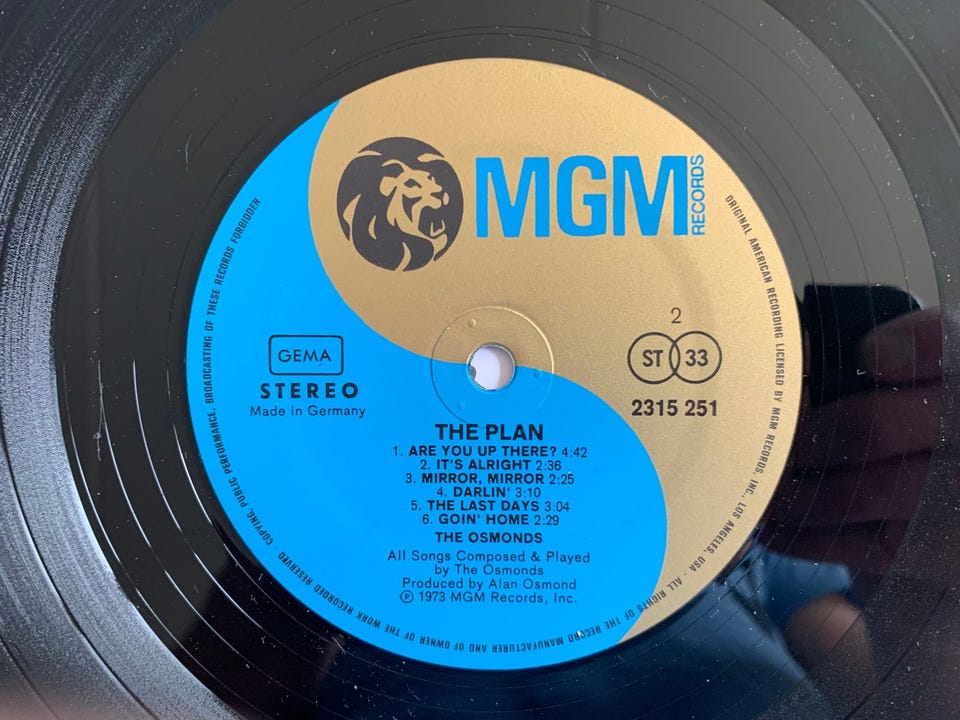 MGM
RECORDS
GEMA
STEREO
Made in Germany
2
ST 33
2315 251
THE PLAN
1. ARE YOU UP THERE? 4:42
2. IT'S ALRIGHT 2:36
3. MIRROR, MIRROR 2:25
4. DARLIN' 3:10
5. THE LAST DAYS 3:04
6. GOIN' HOME 2:29
THE OSMONDS
All Songs Composed & Played
by The Osmonds
Produced by Alan Osmond
℗ 1973 MGM Records, Inc.
ORIGINAL AMERICAN RECORDING LICENSED BY MGM RECORDS, INC., LOS ANGELES, USA · ALL RIGHTS OF THE RECORD MANUFACTURER AND OF OWNER OF THE WORK RECORDED RESERVED · COPYING, PUBLIC PERFORMANCE, BROADCASTING OF THESE RECORDS FORBIDDEN